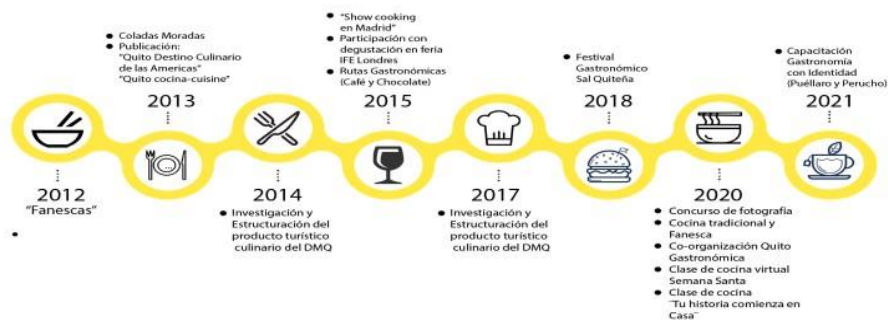 2012
"Fanescas"
• Coladas Moradas
• Publicación:
"Quito Destino Culinario
de las Americas"
"Quito cocina-cuisine"
2013
2014
• Investigación y
Estructuración del
producto turístico
culinario del DMQ
• "Show cooking
en Madrid"
• Participación con
degustación en feria
IFE Londres
• Rutas Gastronómicas
(Café y Chocolate)
2015
2017
• Investigación y
Estructuración del
producto turístico
culinario del DMQ
• Festival
Gastronómico
Sal Quiteña
2018
2020
• Concurso de fotografia
• Cocina tradicional y
Fanesca
• Co-organización Quito
Gastronómica
• Clase de cocina virtual
Semana Santa
• Clase de cocina
¨Tu historia comienza en
Casa¨
• Capacitación
Gastronomía
con Identidad
(Puéllaro y Perucho)
2021